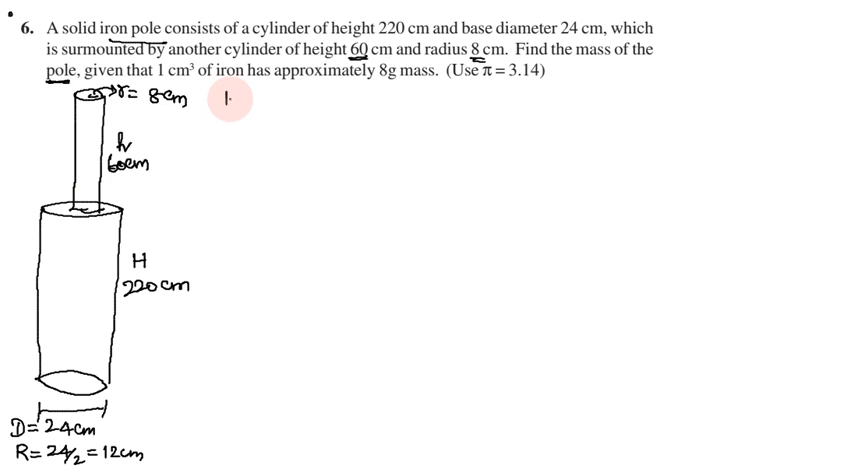 6. A solid iron pole consists of a cylinder of height 220 cm and base diameter 24 cm, which
is surmounted by another cylinder of height 60 cm and radius 8 cm. Find the mass of the
pole, given that 1 cm³ of iron has approximately 8g mass. (Use π = 3.14)
r= 8cm
h
60cm
H
220cm
D= 24cm
R= 24/2 = 12cm